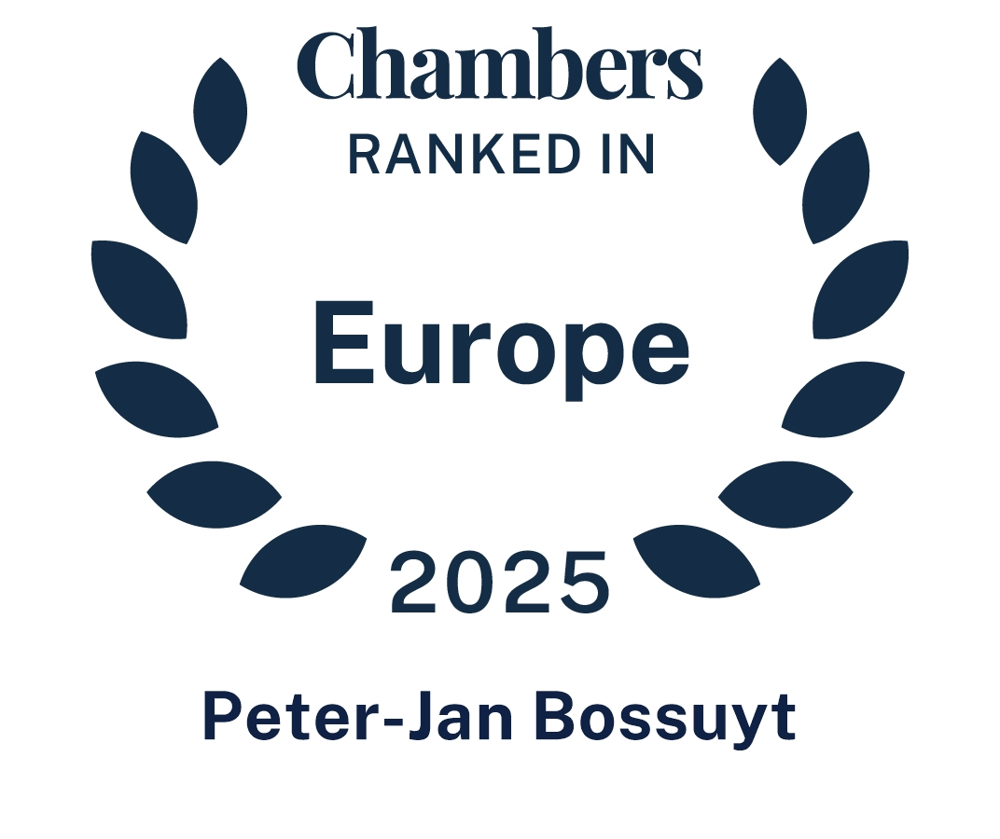 Chambers
RANKED IN
Europe
2025
Peter-Jan Bossuyt